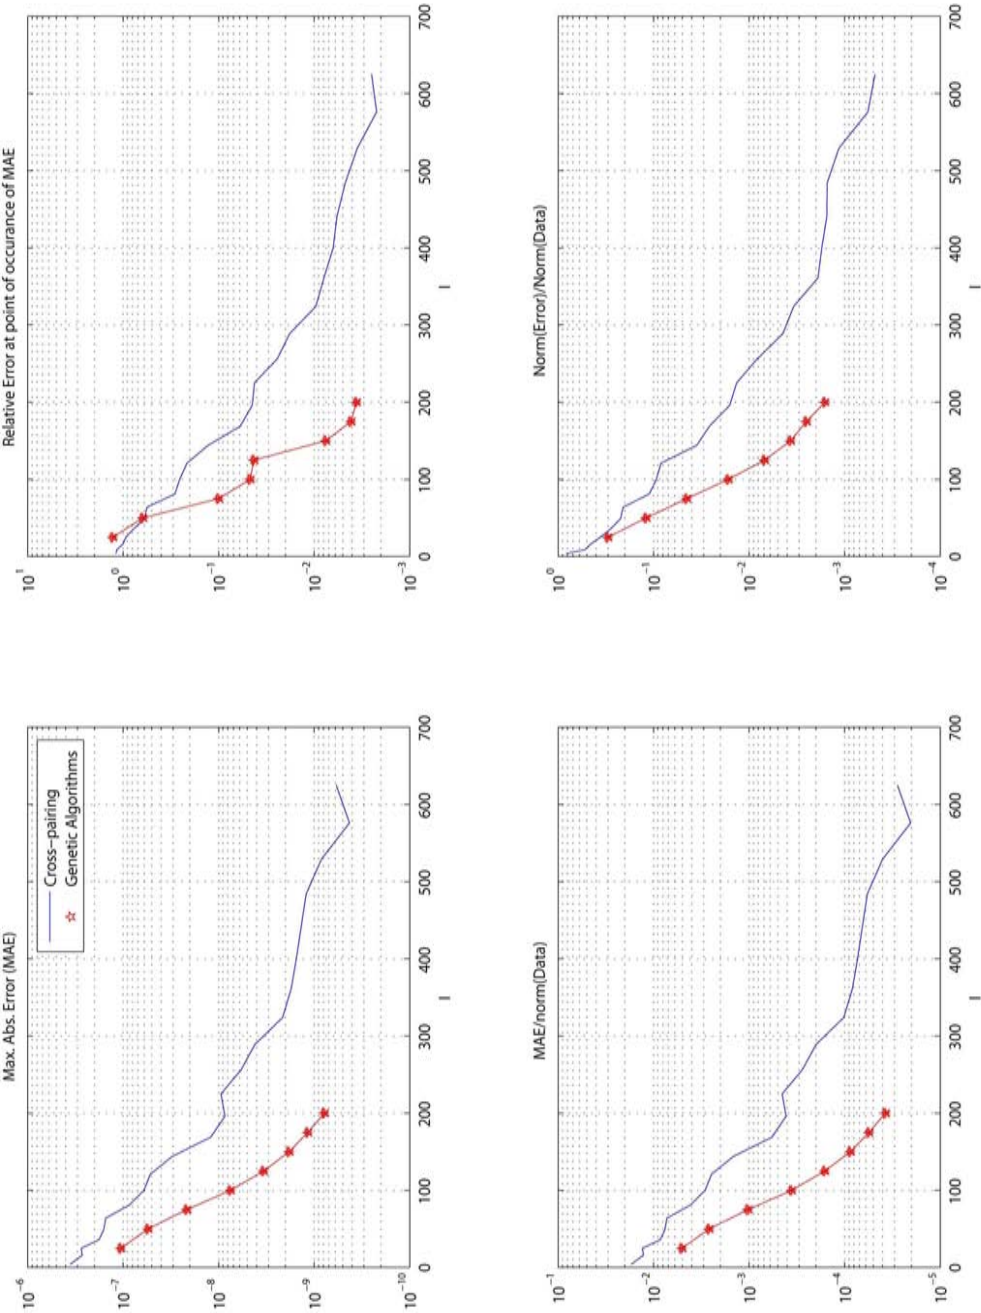 Max. Abs. Error (MAE)
10^−6
10^−7
10^−8
10^−9
10^−10
Cross−pairing
Genetic Algorithms
0 100 200 300 400 500 600 700
I
Relative Error at point of occurance of MAE
10^1
10^0
10^−1
10^−2
10^−3
0 100 200 300 400 500 600 700
I
MAE/norm(Data)
10^−1
10^−2
10^−3
10^−4
10^−5
0 100 200 300 400 500 600 700
I
Norm(Error)/Norm(Data)
10^0
10^−1
10^−2
10^−3
10^−4
0 100 200 300 400 500 600 700
I